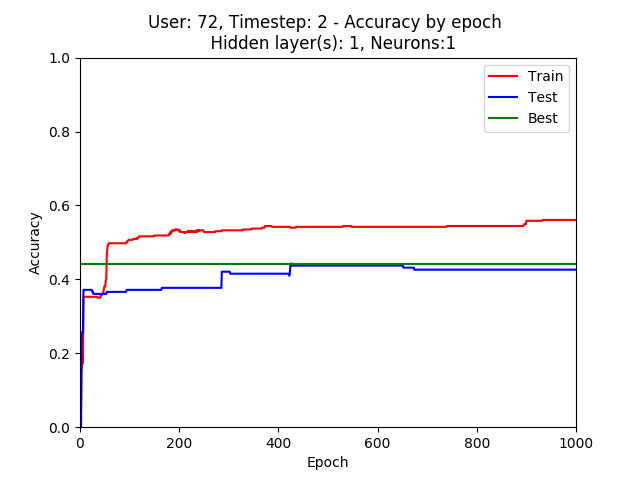 User: 72, Timestep: 2 - Accuracy by epoch
Hidden layer(s): 1, Neurons:1
1.0
0.8
0.6
0.4
0.2
0.0
Accuracy
Train
Test
Best
0 200 400 600 800 1000
Epoch